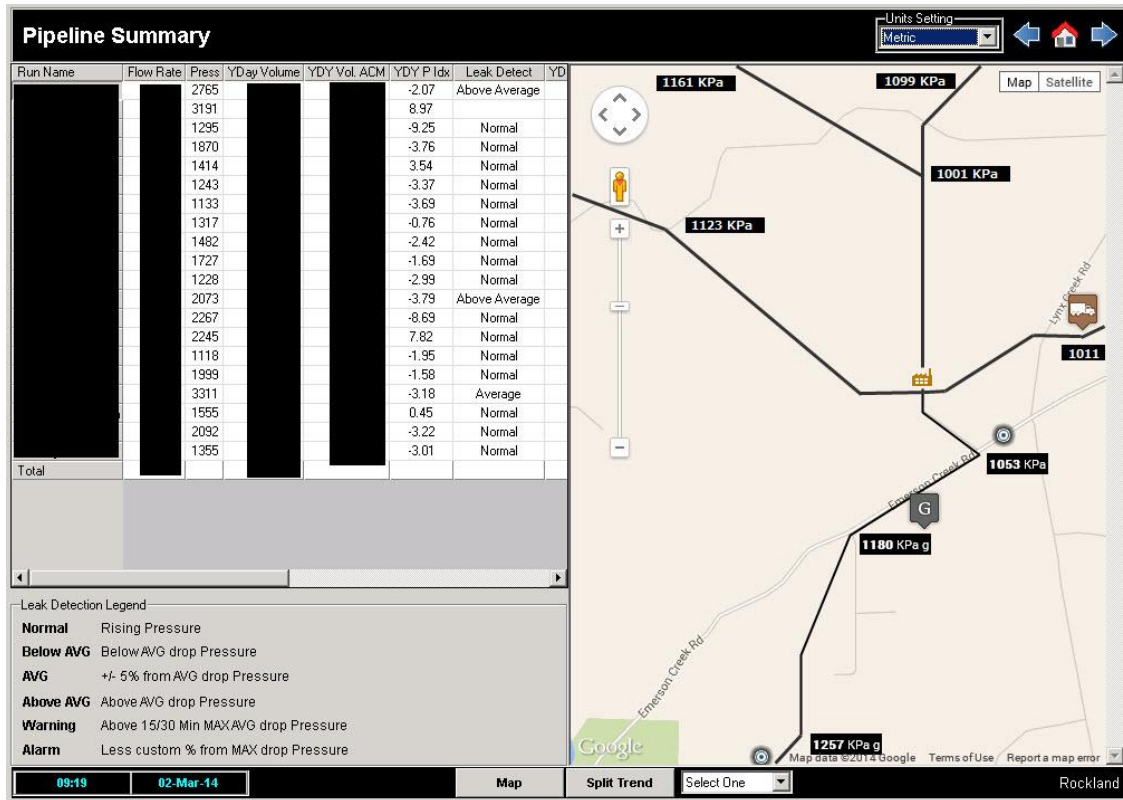 Pipeline Summary
Units Setting
Metric
Run Name Flow Rate Press YDay Volume YDY Vol. ACM YDY P Idx Leak Detect YD
2765 -2.07 Above Average
3191 8.97
1295 -9.25 Normal
1870 -3.76 Normal
1414 3.54 Normal
1243 -3.37 Normal
1133 -3.69 Normal
1317 -0.76 Normal
1482 -2.42 Normal
1727 -1.69 Normal
1228 -2.99 Normal
2073 -3.79 Above Average
2267 -8.69 Normal
2245 7.82 Normal
1118 -1.95 Normal
1999 -1.58 Normal
3311 -3.18 Average
1555 0.45 Normal
2092 -3.22 Normal
1355 -3.01 Normal
Total
Leak Detection Legend
Normal Rising Pressure
Below AVG Below AVG drop Pressure
AVG +/- 5% from AVG drop Pressure
Above AVG Above AVG drop Pressure
Warning Above 15/30 Min MAX AVG drop Pressure
Alarm Less custom % from MAX drop Pressure
1161 KPa
1099 KPa
Map Satellite
1001 KPa
1123 KPa
Lynx Creek Rd
1011
1053 KPa
Emerson Creek Rd
G
1180 KPa g
Emerson Creek Rd
1257 KPa g
Google
Map data ©2014 Google Terms of Use Report a map error
09:19 02-Mar-14 Map Split Trend Select One Rockland